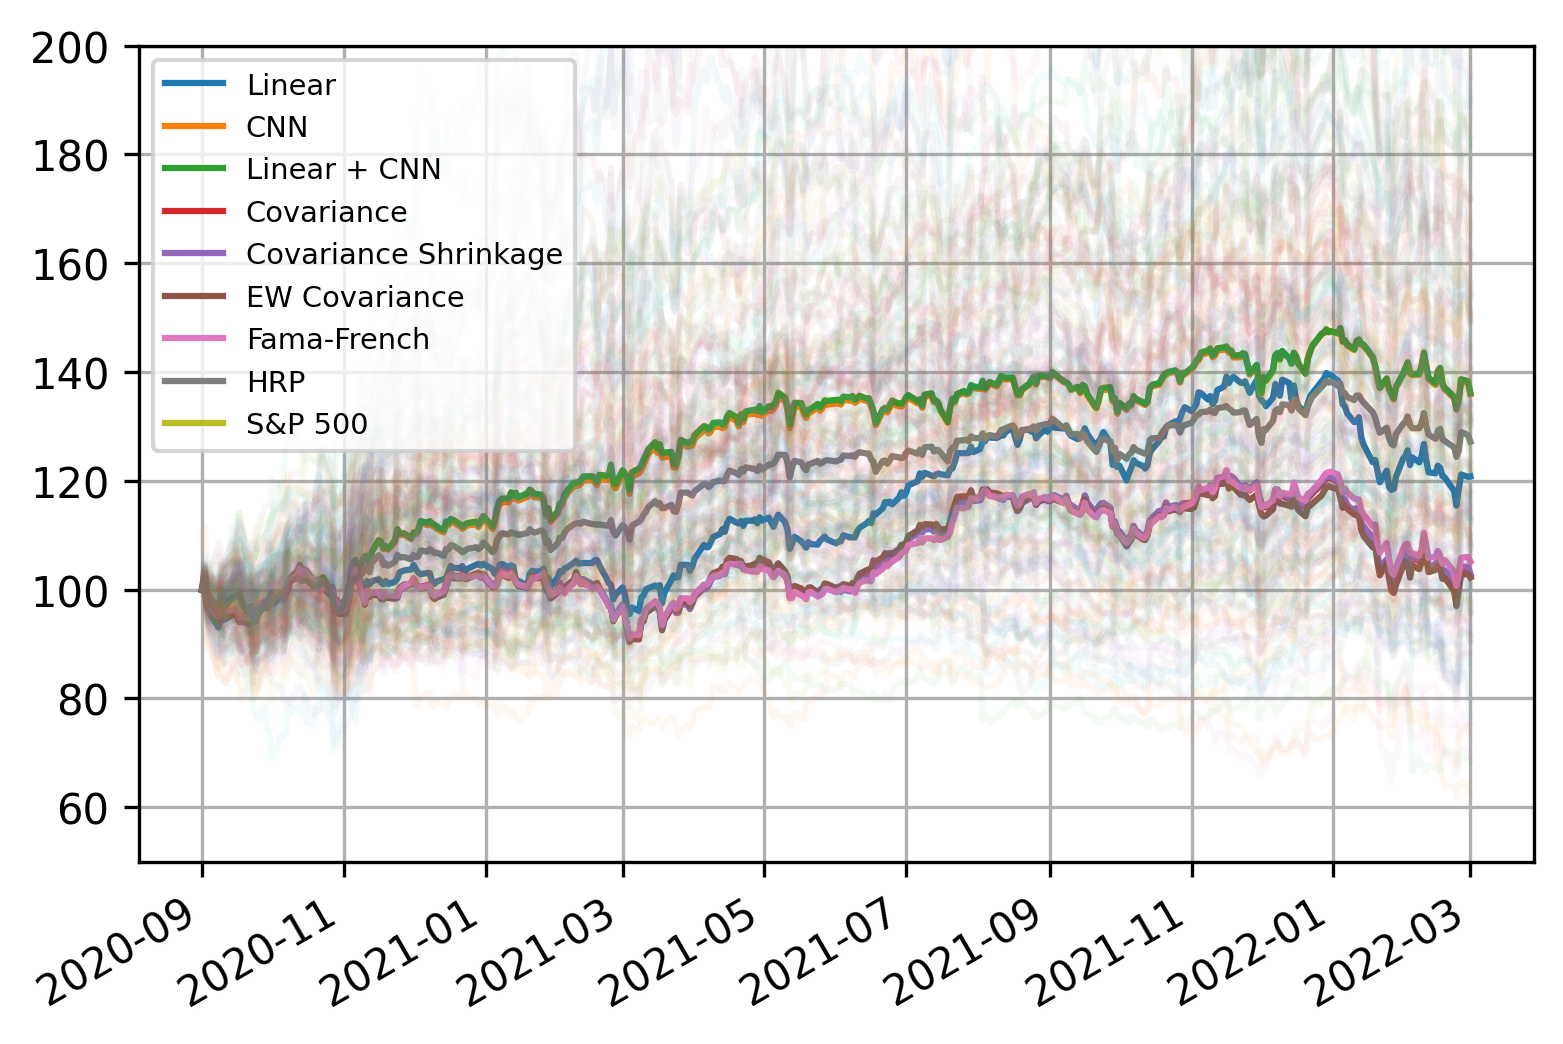 200
180
160
140
120
100
80
60
Linear
CNN
Linear + CNN
Covariance
Covariance Shrinkage
EW Covariance
Fama-French
HRP
S&P 500
2020-09
2020-11
2021-01
2021-03
2021-05
2021-07
2021-09
2021-11
2022-01
2022-03